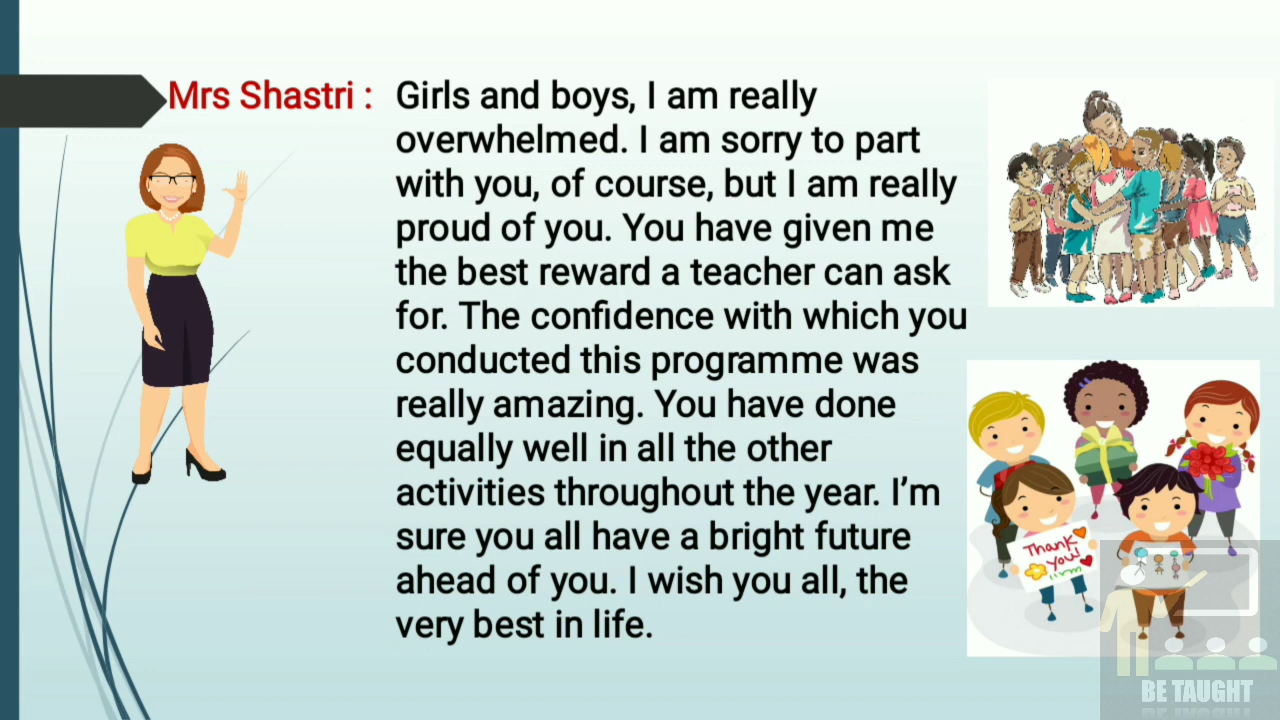 Mrs Shastri : Girls and boys, I am really
overwhelmed. I am sorry to part
with you, of course, but I am really
proud of you. You have given me
the best reward a teacher can ask
for. The confidence with which you
conducted this programme was
really amazing. You have done
equally well in all the other
activities throughout the year. I’m
sure you all have a bright future
ahead of you. I wish you all, the
very best in life.
Thank
you!
BE TAUGHT